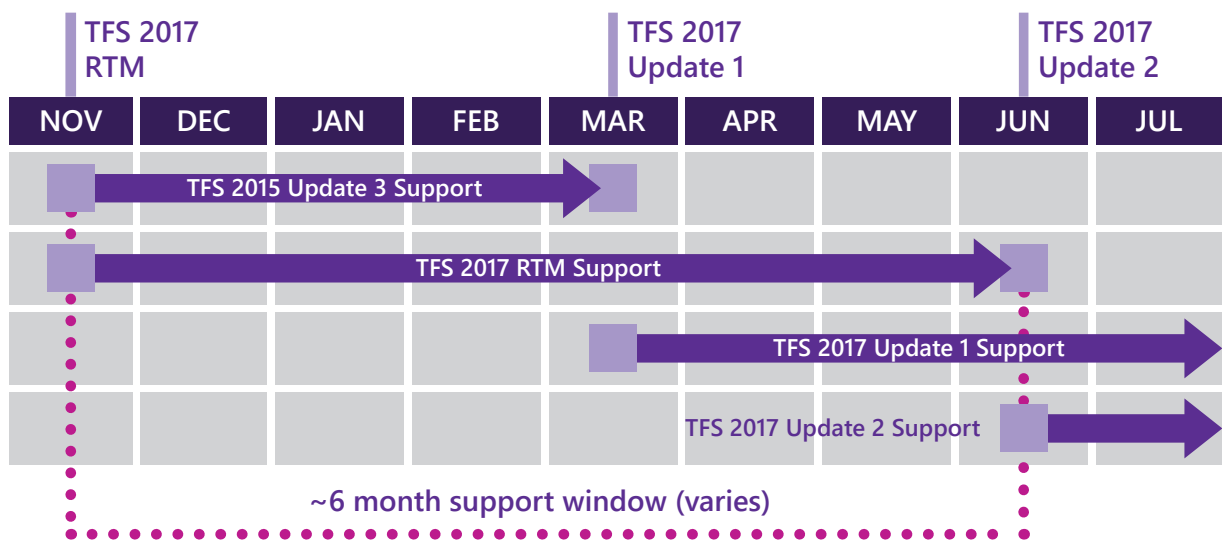 TFS 2017
RTM
TFS 2017
Update 1
TFS 2017
Update 2
NOV DEC JAN FEB MAR APR MAY JUN JUL
TFS 2015 Update 3 Support
TFS 2017 RTM Support
TFS 2017 Update 1 Support
TFS 2017 Update 2 Support
~6 month support window (varies)